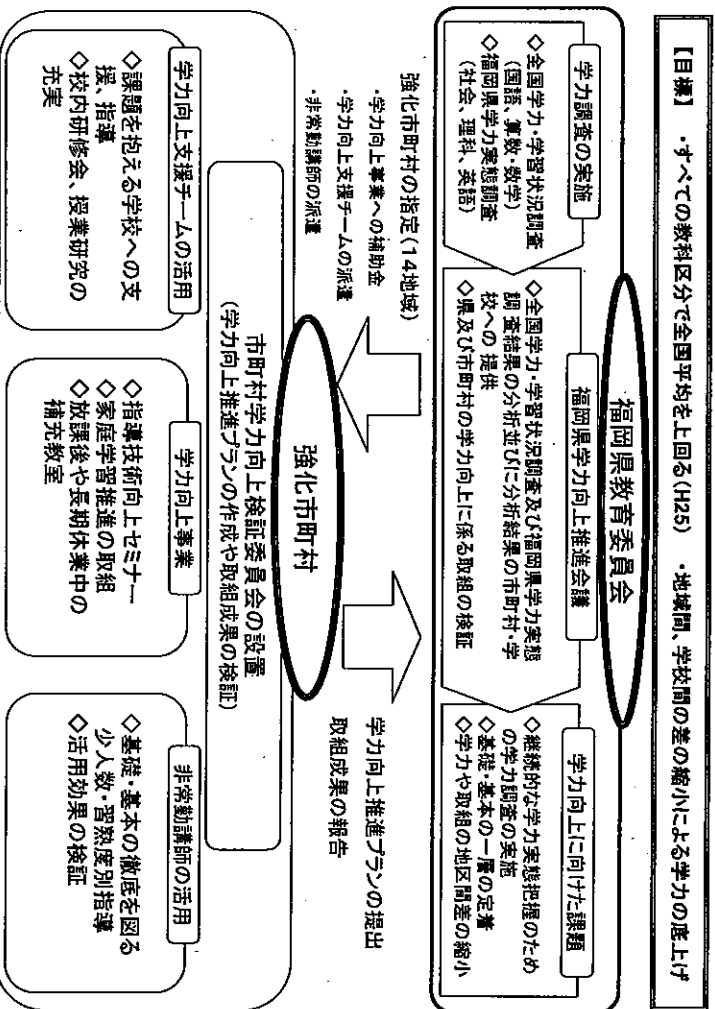 【目標】 ・すべての教科区分で全国平均を上回る(H25) ・地域間、学校間の差の縮小による学力の底上げ
福岡県教育委員会
学力調査の実施
◇全国学力・学習状況調査
(国語、算数・数学)
◇福岡県学力実態調査
(社会、理科、英語)
福岡県学力向上推進会議
◇全国学力・学習状況調査及び福岡県学力実態
調査結果の分析並びに分析結果の市町村・学
校への提供
◇県及び市町村の学力向上に係る取組の検証
学力向上に向けた課題
◇継続的な学力実態把握のため
の学力調査の実施
◇基礎・基本の一層の定着
◇学力や取組の地区間差の縮小
強化市町村の指定(14地域)
・学力向上事業への補助金
・学力向上支援チームの派遣
・非常勤講師の派遣
学力向上推進プランの提出
取組成果の報告
強化市町村
市町村学力向上検証委員会の設置
(学力向上推進プランの作成や取組成果の検証)
学力向上支援チームの活用
◇課題を抱える学校への支
援、指導
◇校内研修会、授業研究の
充実
学力向上事業
◇指導技術向上セミナー
◇家庭学習推進の取組
◇放課後や長期休業中の
補充教室
非常勤講師の活用
◇基礎・基本の徹底を図る
少人数・習熟度別指導
◇活用効果の検証